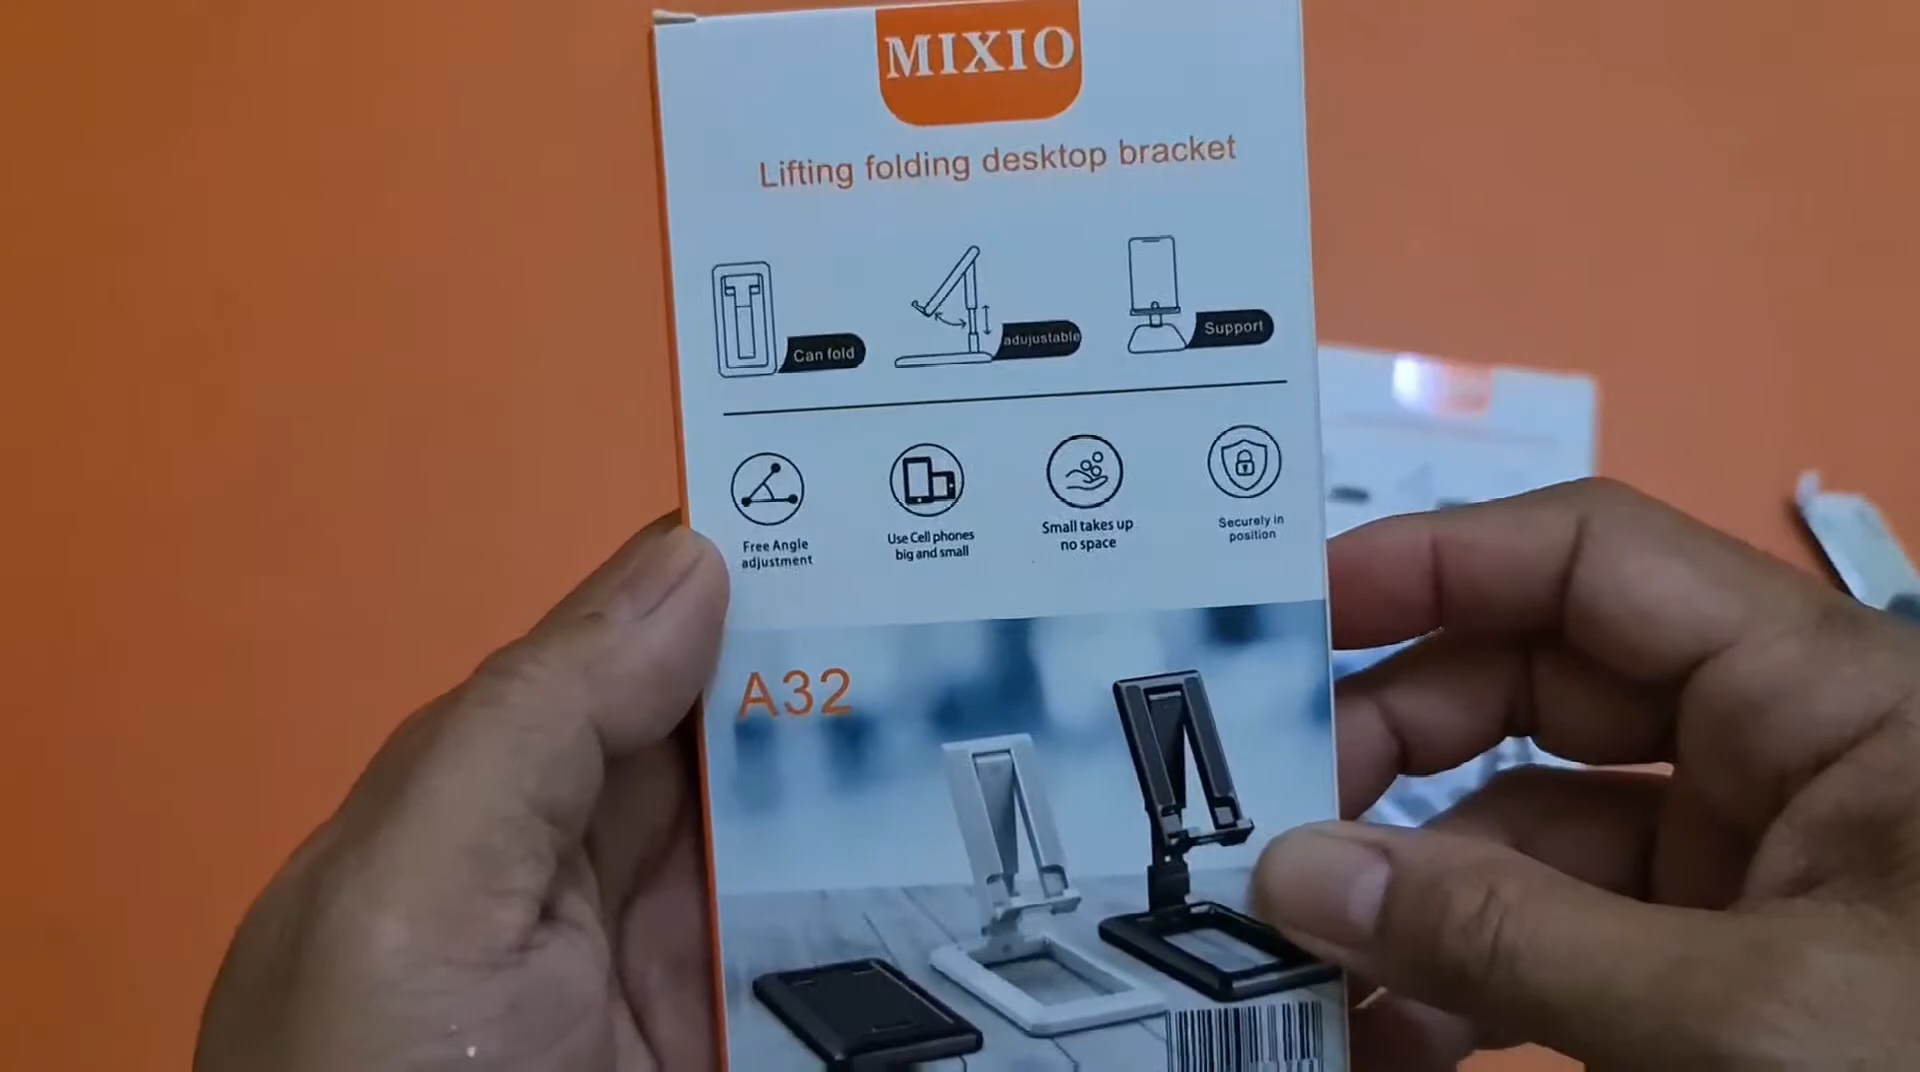 MIXIO
Lifting folding desktop bracket
Can fold
adujustable
Support
Free Angle
adjustment
Use Cell phones
big and small
Small takes up
no space
Securely in
position
A32